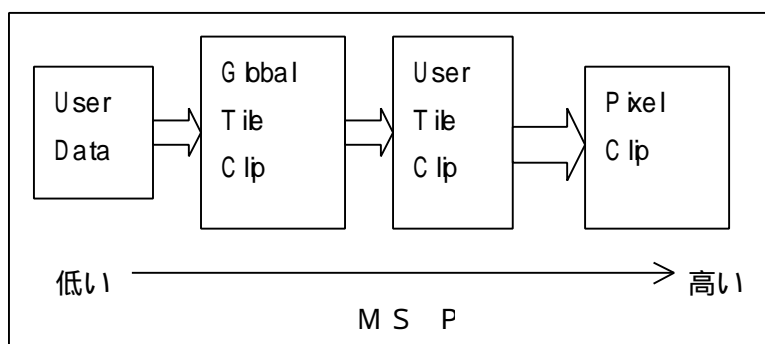 User
Data
Global
Tile
Clip
User
Tile
Clip
Pixel
Clip
低い
高い
M S P